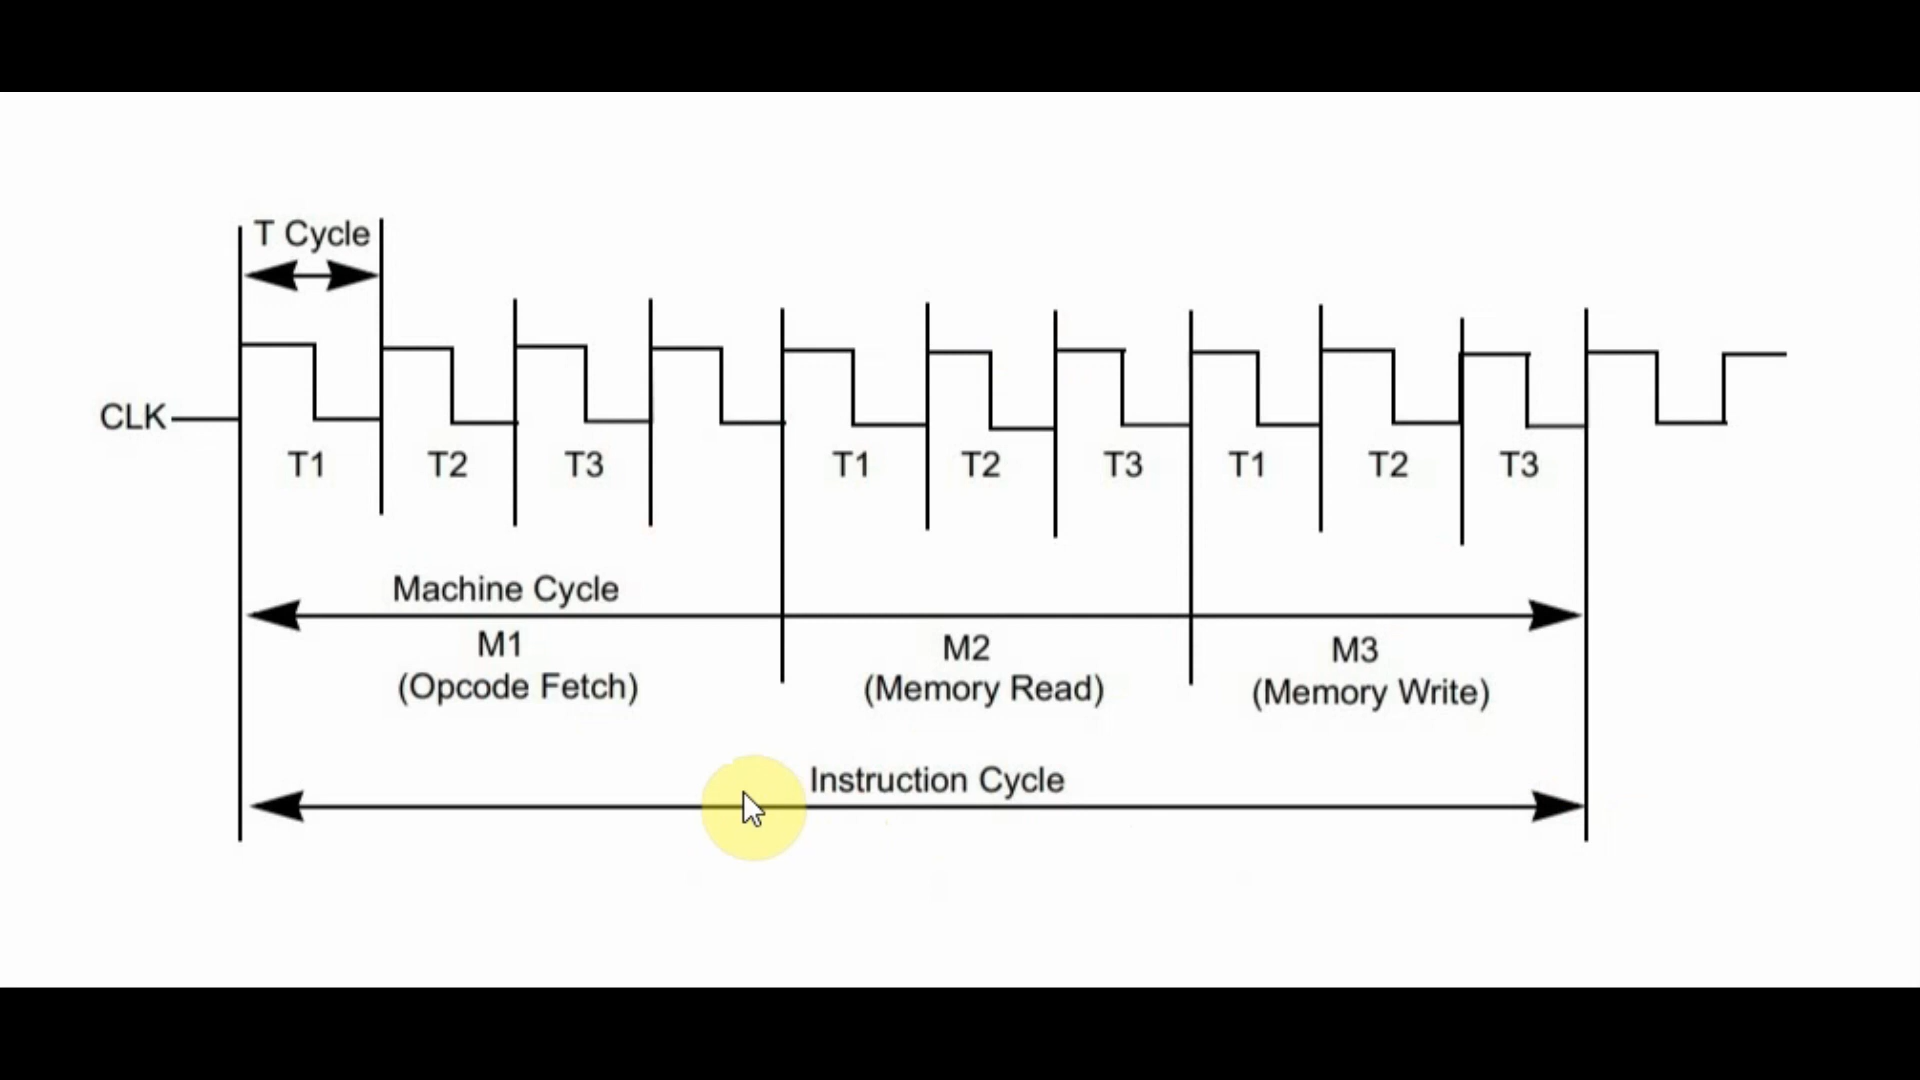 T Cycle
CLK
T1 T2 T3 T1 T2 T3 T1 T2 T3
Machine Cycle
M1 M2 M3
(Opcode Fetch) (Memory Read) (Memory Write)
Instruction Cycle